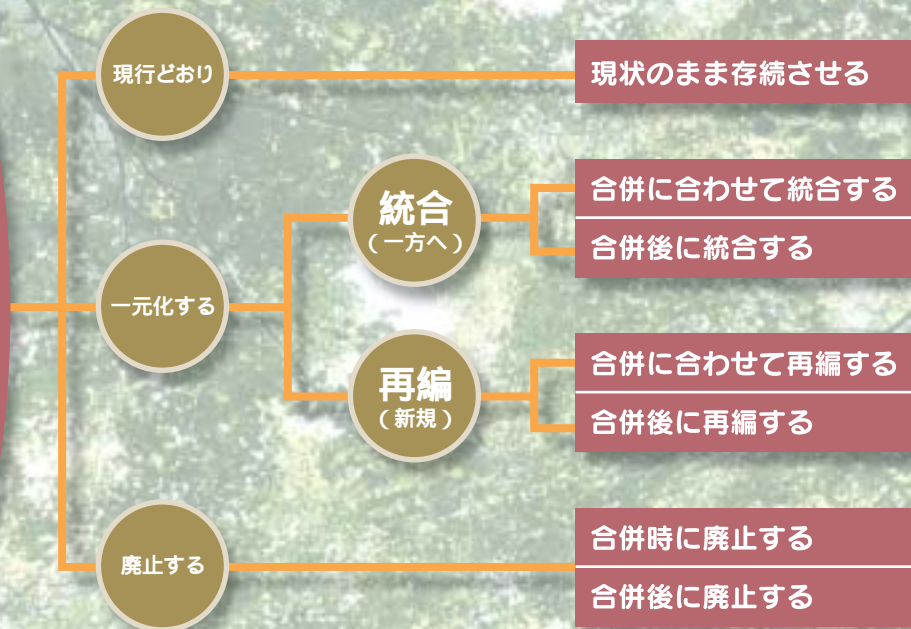 現行どおり
現状のまま存続させる
一元化する
統合
（一方へ）
合併に合わせて統合する
合併後に統合する
再編
（新規）
合併に合わせて再編する
合併後に再編する
廃止する
合併時に廃止する
合併後に廃止する